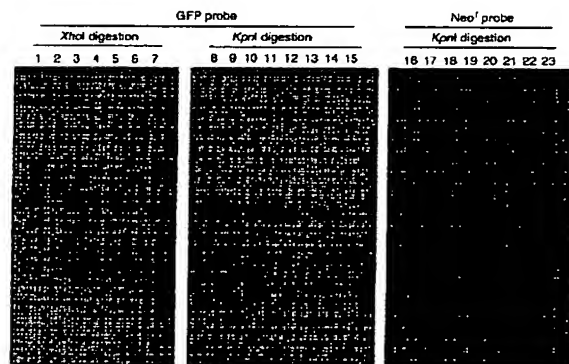 GFP probe Neoʳ probe
XhoI digestion KpnI digestion KpnI digestion
1 2 3 4 5 6 7 8 9 10 11 12 13 14 15 16 17 18 19 20 21 22 23